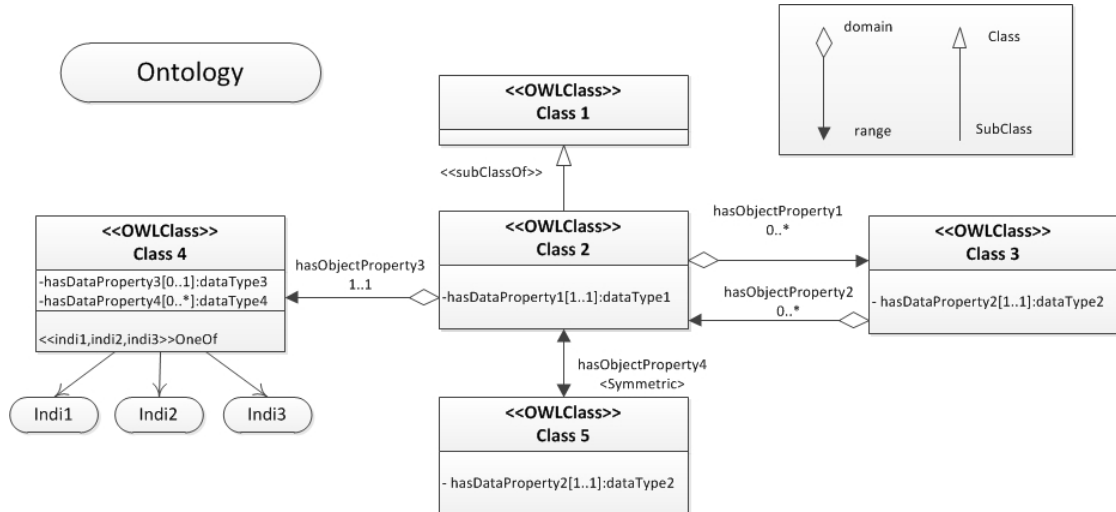 Ontology
domain
Class
range
SubClass
<<OWLClass>>
Class 1
<<subClassOf>>
<<OWLClass>>
Class 4
-hasDataProperty3[0..1]:dataType3
-hasDataProperty4[0..*]:dataType4
<<indi1,indi2,indi3>>OneOf
Indi1
Indi2
Indi3
hasObjectProperty3
1..1
<<OWLClass>>
Class 2
-hasDataProperty1[1..1]:dataType1
hasObjectProperty1
0..*
hasObjectProperty2
0..*
<<OWLClass>>
Class 3
- hasDataProperty2[1..1]:dataType2
hasObjectProperty4
<Symmetric>
<<OWLClass>>
Class 5
- hasDataProperty2[1..1]:dataType2